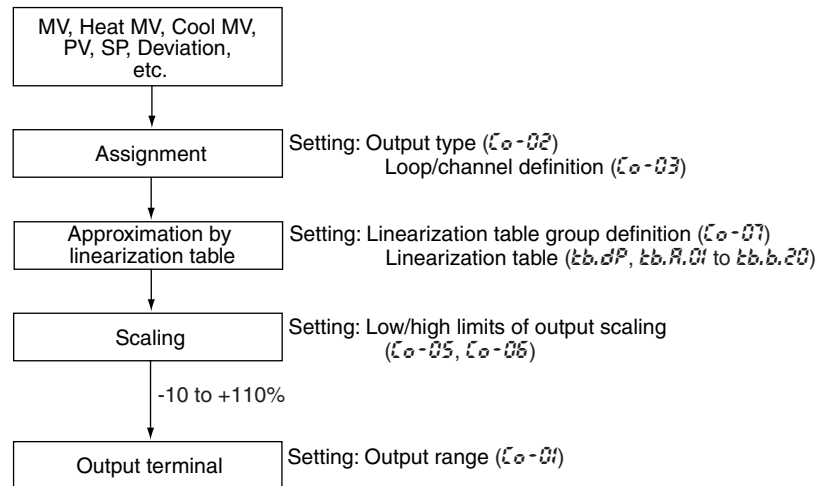 MV, Heat MV, Cool MV,
PV, SP, Deviation,
etc.
Assignment
Setting: Output type (Co-02)
Loop/channel definition (Co-03)
Approximation by
linearization table
Setting: Linearization table group definition (Co-07)
Linearization table (tb.dP, tb.A.01 to tb.b.20)
Scaling
Setting: Low/high limits of output scaling
(Co-05, Co-06)
-10 to +110%
Output terminal
Setting: Output range (Co-01)